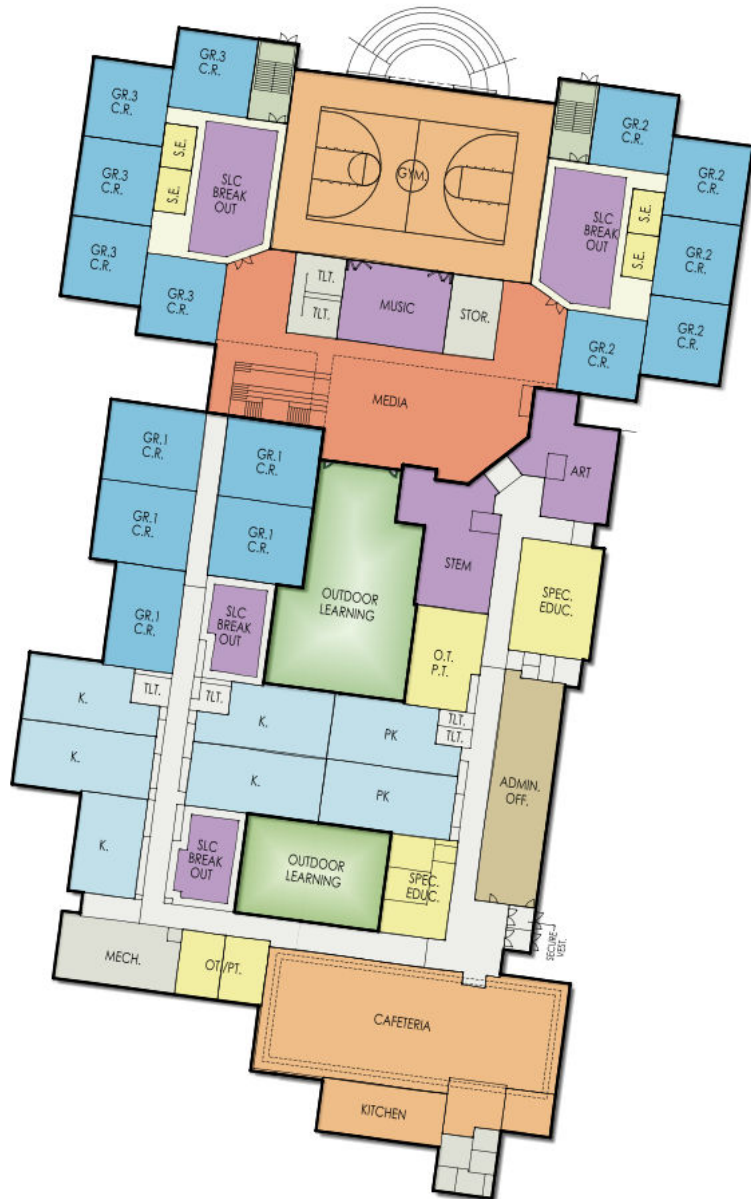 GR.3
C.R.
GR.3
C.R.
GR.3
C.R.
GR.3
C.R.
GR.3
C.R.
S.E.
S.E.
SLC
BREAK
OUT
GYM.
GR.2
C.R.
GR.2
C.R.
GR.2
C.R.
GR.2
C.R.
GR.2
C.R.
S.E.
S.E.
SLC
BREAK
OUT
TLT.
TLT.
MUSIC
STOR.
MEDIA
ART
GR.1
C.R.
GR.1
C.R.
GR.1
C.R.
GR.1
C.R.
GR.1
C.R.
STEM
SPEC.
EDUC.
OUTDOOR
LEARNING
SLC
BREAK
OUT
O.T.
P.T.
K.
TLT.
TLT.
K.
PK
TLT.
TLT.
K.
K.
PK
ADMIN.
OFF.
K.
SLC
BREAK
OUT
OUTDOOR
LEARNING
SPEC.
EDUC.
SECURE
VEST.
MECH.
OT./PT.
CAFETERIA
KITCHEN